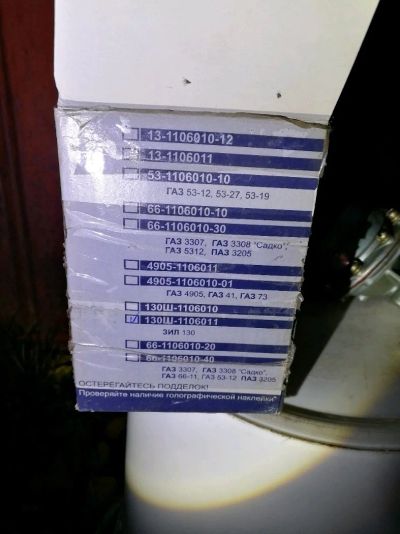 13-1106010-12
13-1106011
53-1106010-10
ГАЗ 53-12, 53-27, 53-19
66-1106010-10
66-1106010-30
ГАЗ 3307, ГАЗ 3308 "Садко",
ГАЗ 5312, ПАЗ 3205
4905-1106011
4905-1106010-01
ГАЗ 4905, ГАЗ 41, ГАЗ 73
130Ш-1106010
130Ш-1106011
ЗИЛ 130
66-1106010-20
66-1106010-40
ГАЗ 3307, ГАЗ 3308 "Садко",
ГАЗ 66-11, ГАЗ 53-12 ПАЗ 3205
ОСТЕРЕГАЙТЕСЬ ПОДДЕЛОК!
Проверяйте наличие голографической наклейки"